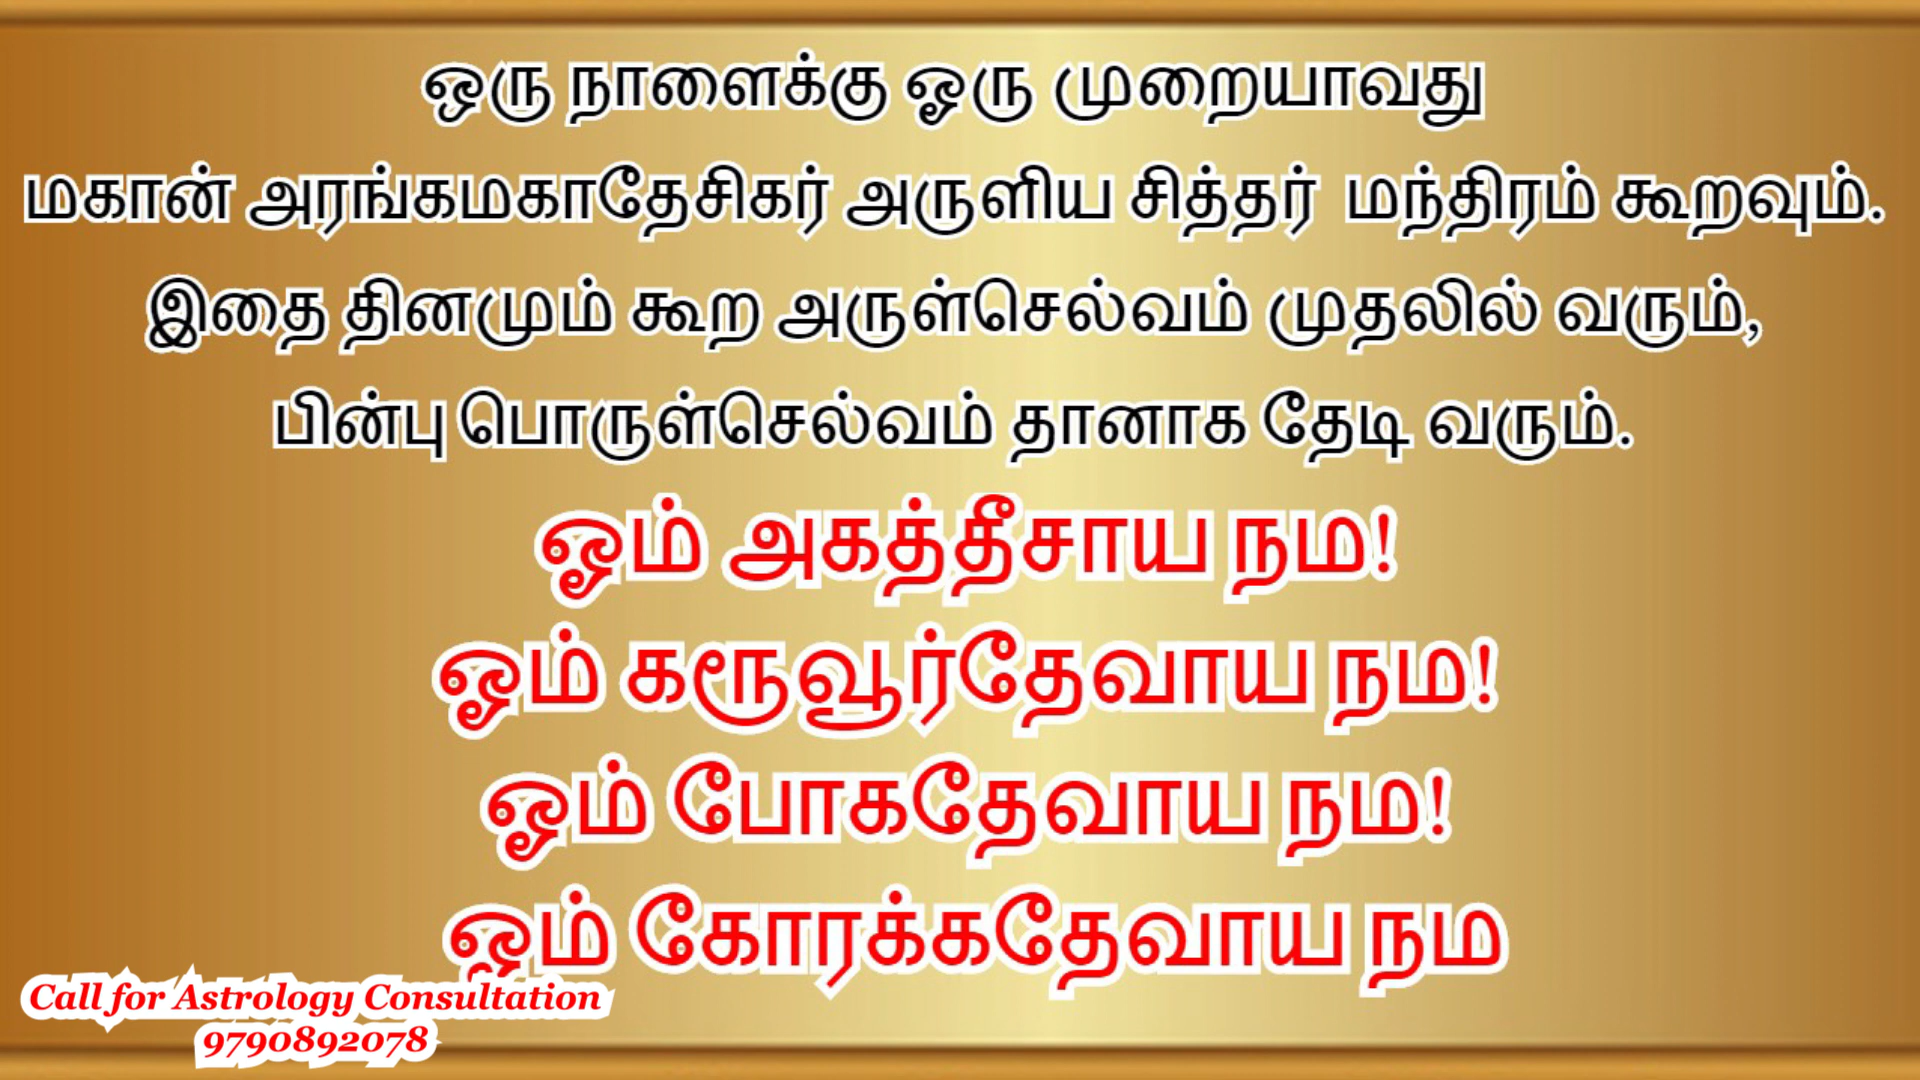 ஒரு நாளைக்கு ஓரு முறையாவது
மகான் அரங்கமகாதேசிகர் அருளிய சித்தர் மந்திரம் கூறவும்.
இதை தினமும் கூற அருள்செல்வம் முதலில் வரும்,
பின்பு பொருள்செல்வம் தானாக தேடி வரும்.
ஓம் அகத்தீசாய நம!
ஓம் கரூவூர்தேவாய நம!
ஓம் போகதேவாய நம!
ஓம் கோரக்கதேவாய நம
Call for Astrology Consultation
9790892078